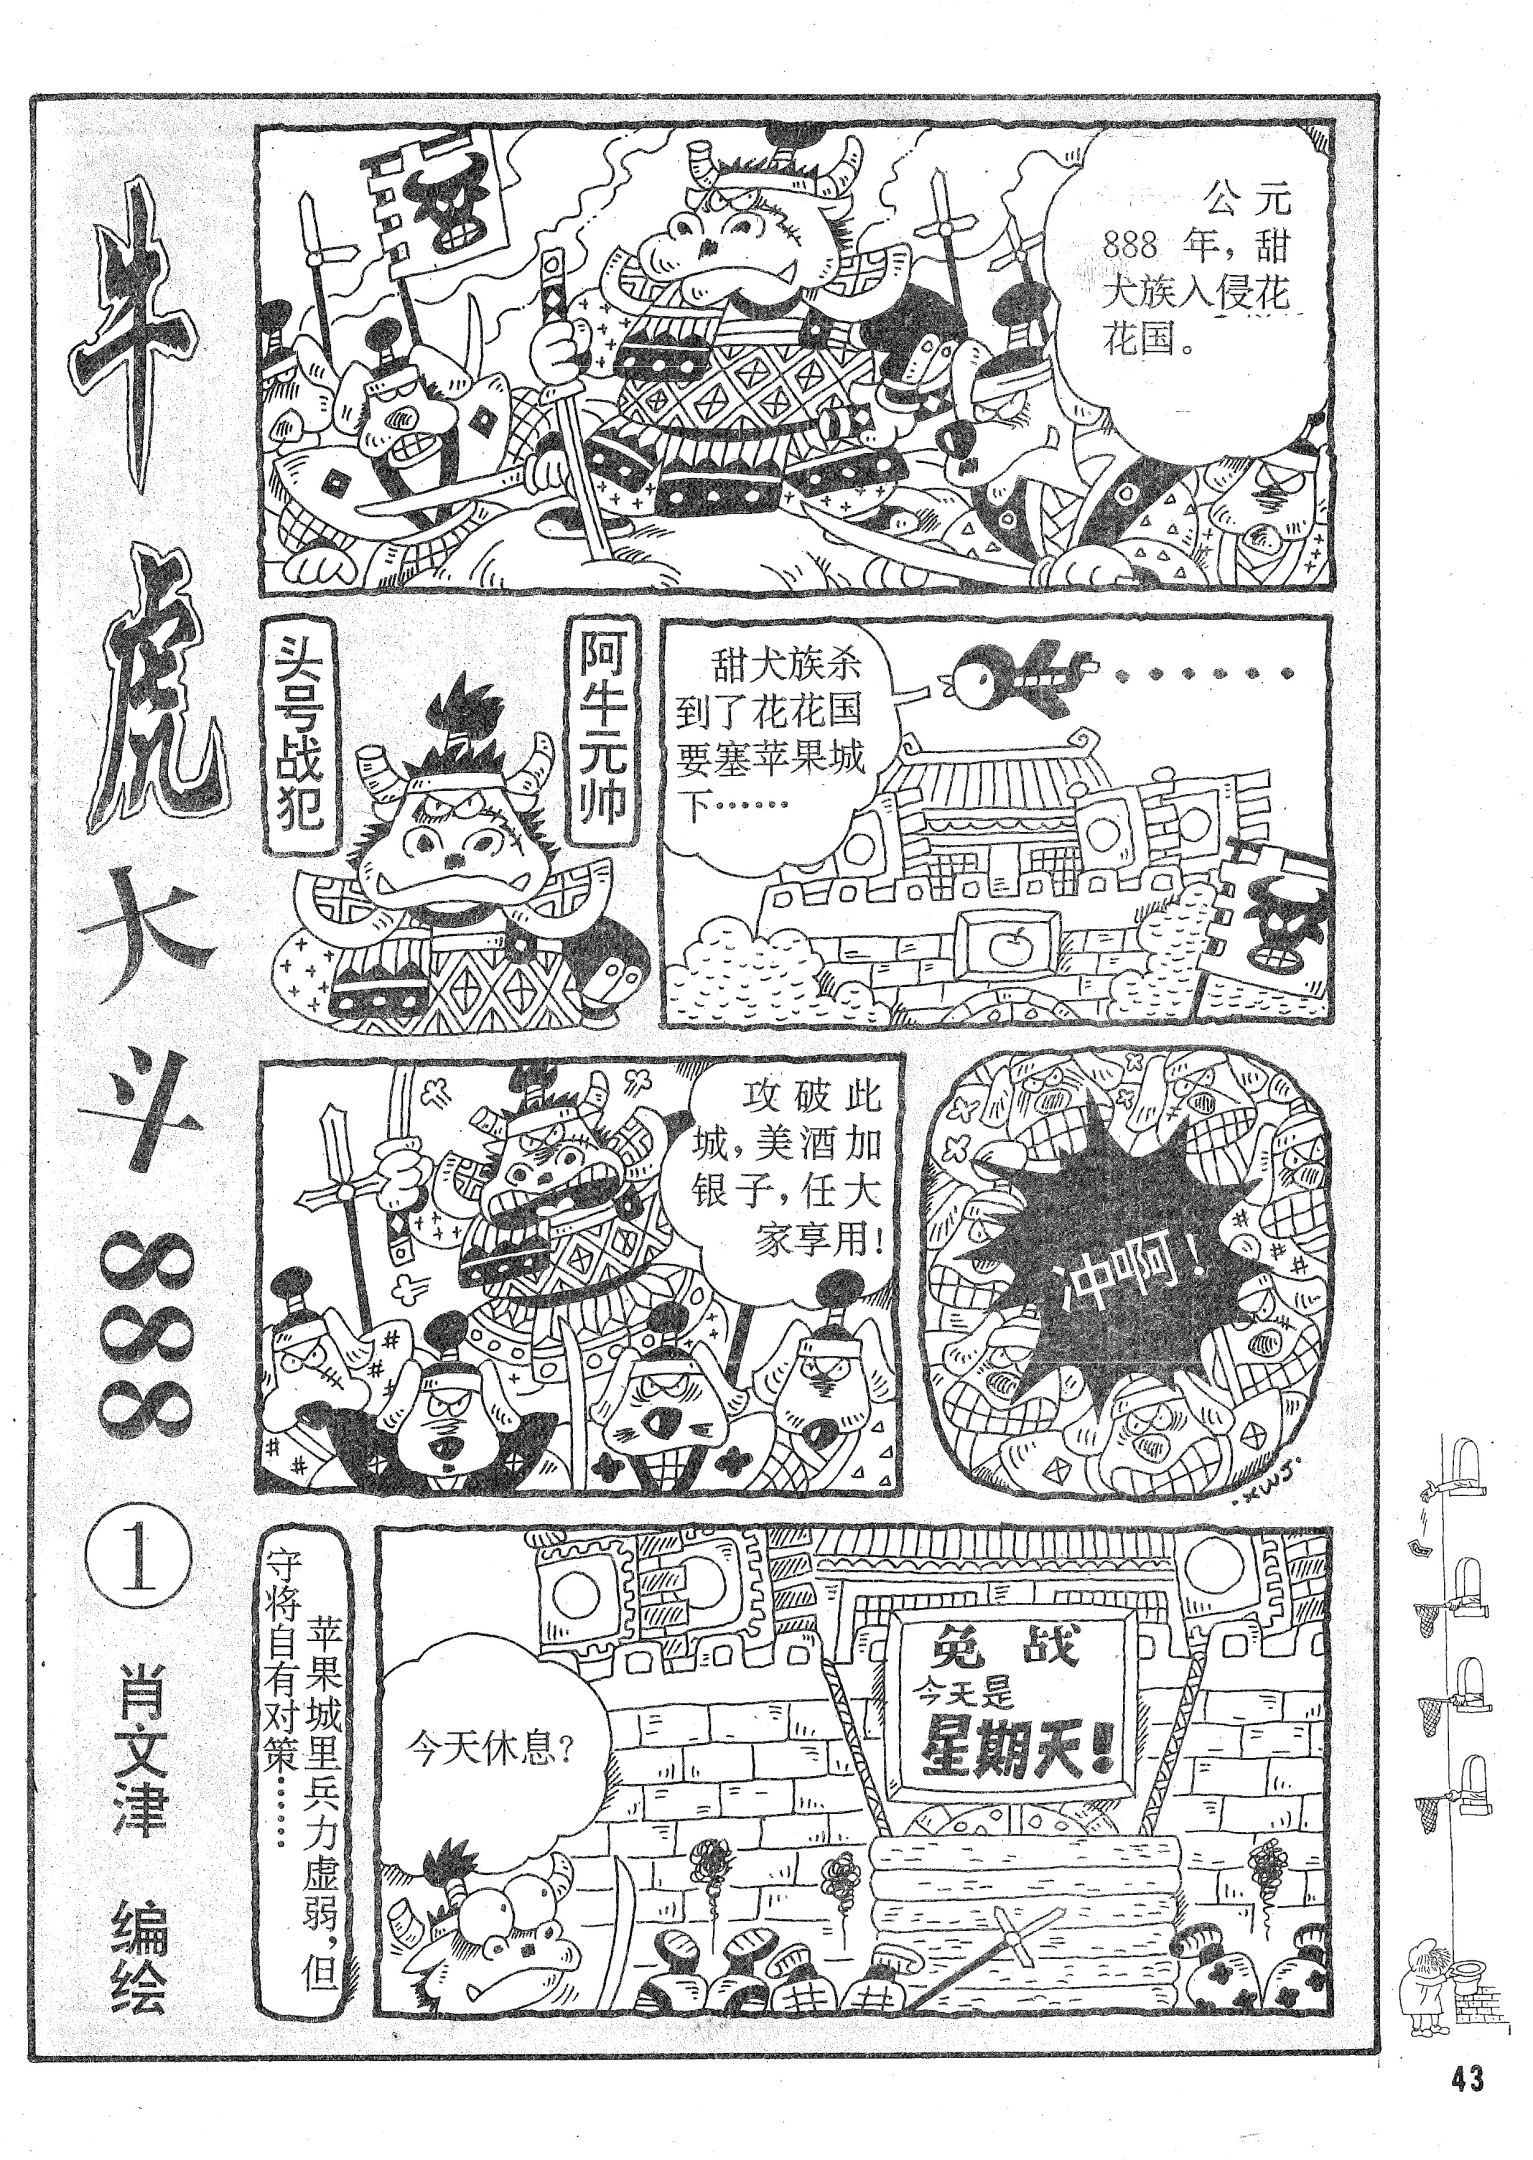 牛虎大斗888
①
肖文津 编绘
公元
888年，甜
犬族入侵花
花国。
头号战犯
阿牛元帅
甜犬族杀
到了花花国
要塞苹果城
下……
攻破此
城，美酒加
银子，任大
家享用！
冲啊！
XWJ.
苹果城里兵力虚弱，但
守将自有对策……
今天休息？
免战
今天是
星期天！
43